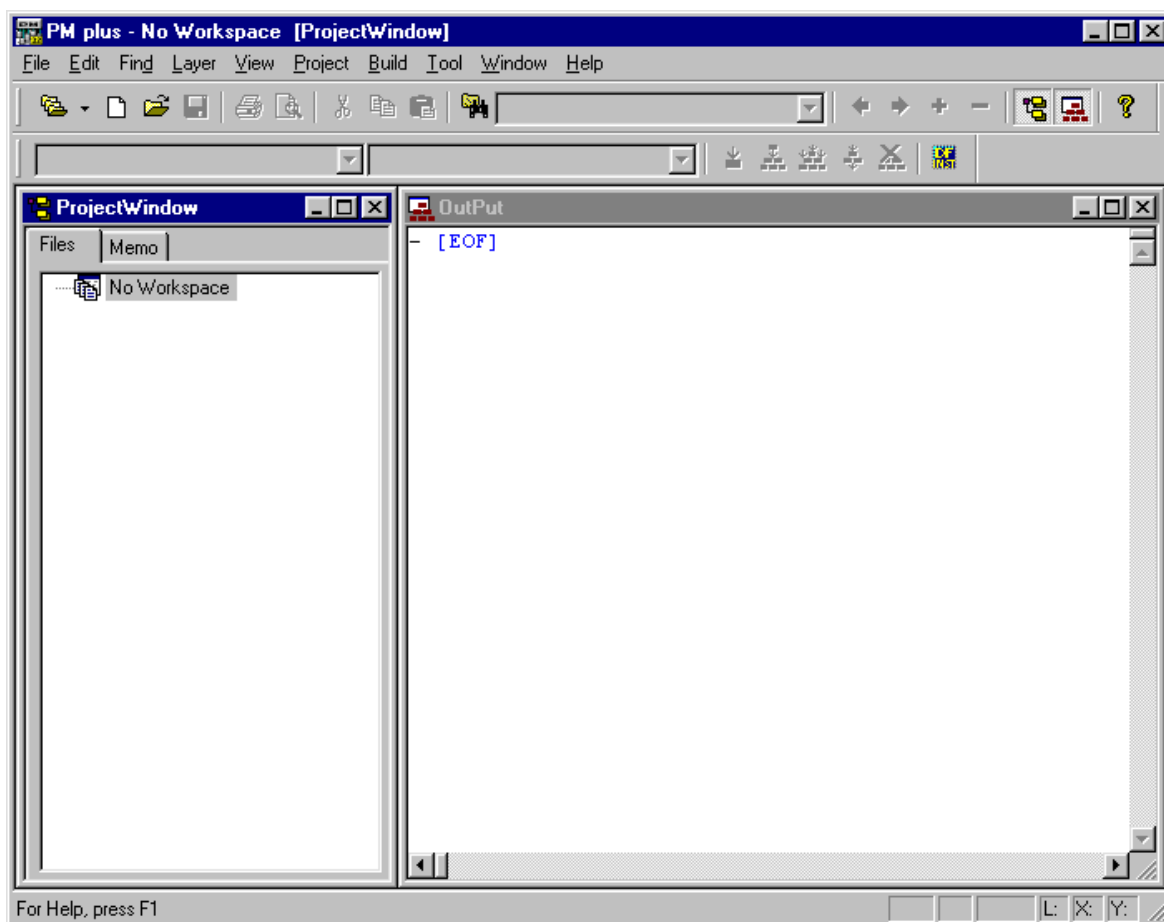 PM plus - No Workspace [ProjectWindow]
File Edit Find Layer View Project Build Tool Window Help
ProjectWindow
OutPut
Files Memo
[EOF]
No Workspace
For Help, press F1
L: X: Y: